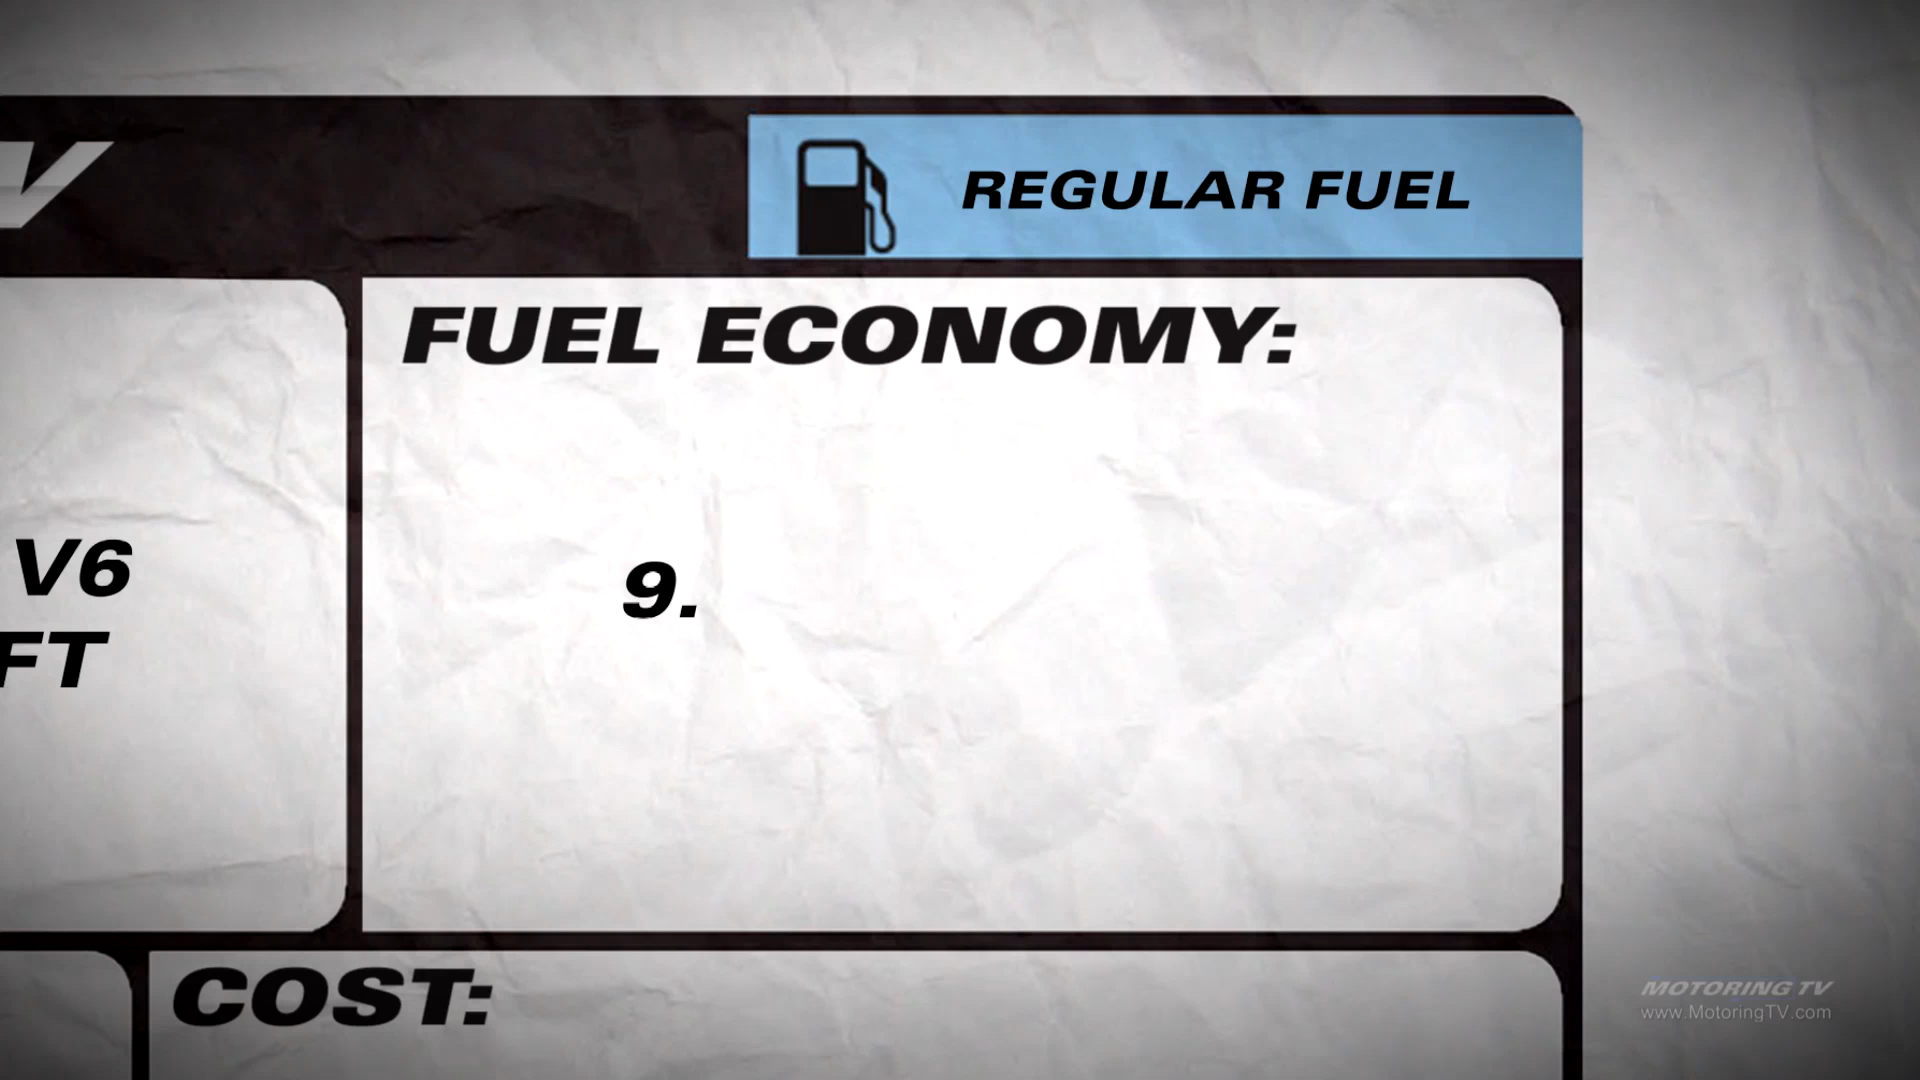 V
REGULAR FUEL
FUEL ECONOMY:
9.
V6
FT
COST:
MOTORING TV
www.MotoringTV.com